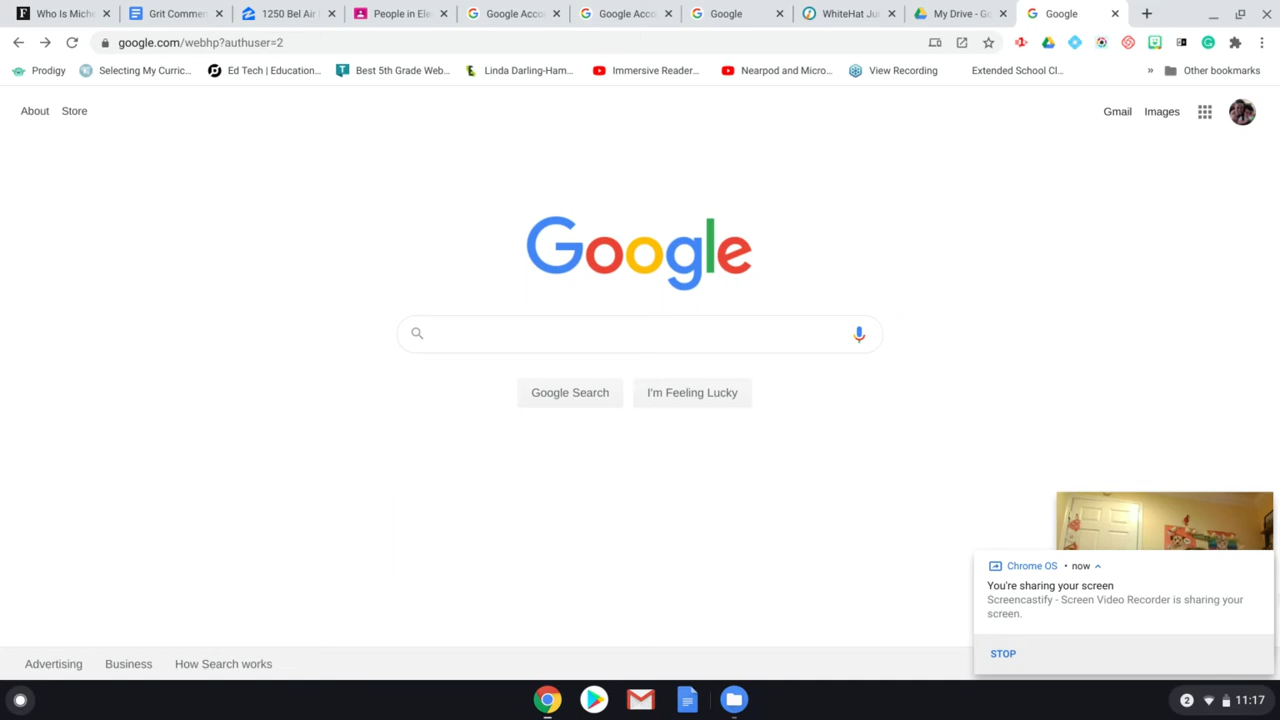 Who Is Miche
Grit Commen
1250 Bel Air
People in Ele
Google Acco
Google Acco
Google
WhiteHat Jun
My Drive - Go
Google
google.com/webhp?authuser=2
Prodigy
Selecting My Curric...
Ed Tech | Education...
Best 5th Grade Web...
Linda Darling-Ham...
Immersive Reader...
Nearpod and Micro...
View Recording
Extended School Cl...
» Other bookmarks
About Store
Gmail Images
Google
Google Search
I'm Feeling Lucky
Chrome OS • now
You're sharing your screen
Screencastify - Screen Video Recorder is sharing your
screen.
STOP
Advertising Business How Search works
2 11:17